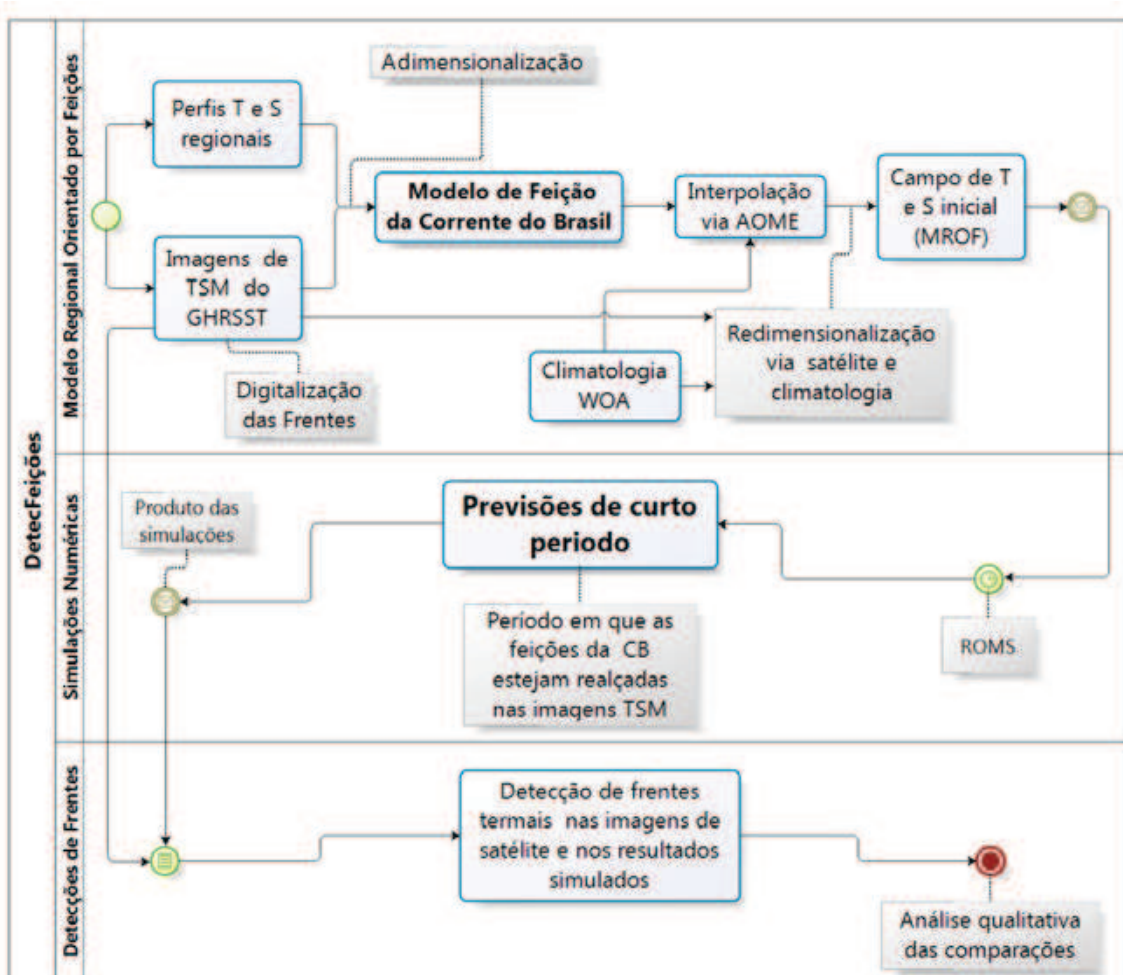 DetecFeições
Modelo Regional Orientado por Feições
Adimensionalização
Perfis T e S
regionais
Modelo de Feição
da Corrente do Brasil
Interpolação
via AOME
Campo de T
e S inicial
(MROF)
Imagens de
TSM do
GHRSST
Digitalização
das Frentes
Climatologia
WOA
Redimensionalização
via satélite e
climatologia
Simulações Numéricas
Produto das
simulações
Previsões de curto
periodo
Período em que as
feições da CB
estejam realçadas
nas imagens TSM
ROMS
Detecções de Frentes
Detecção de frentes
termais nas imagens de
satélite e nos resultados
simulados
Análise qualitativa
das comparações